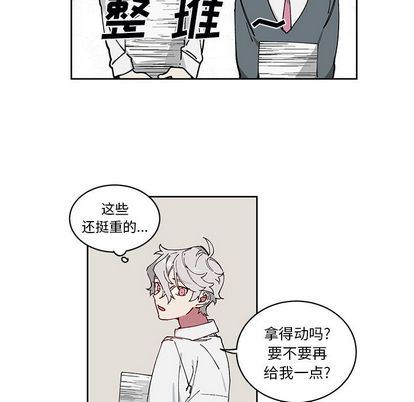 整堆~
这些
还挺重的...
拿得动吗?
要不要再
给我一点?